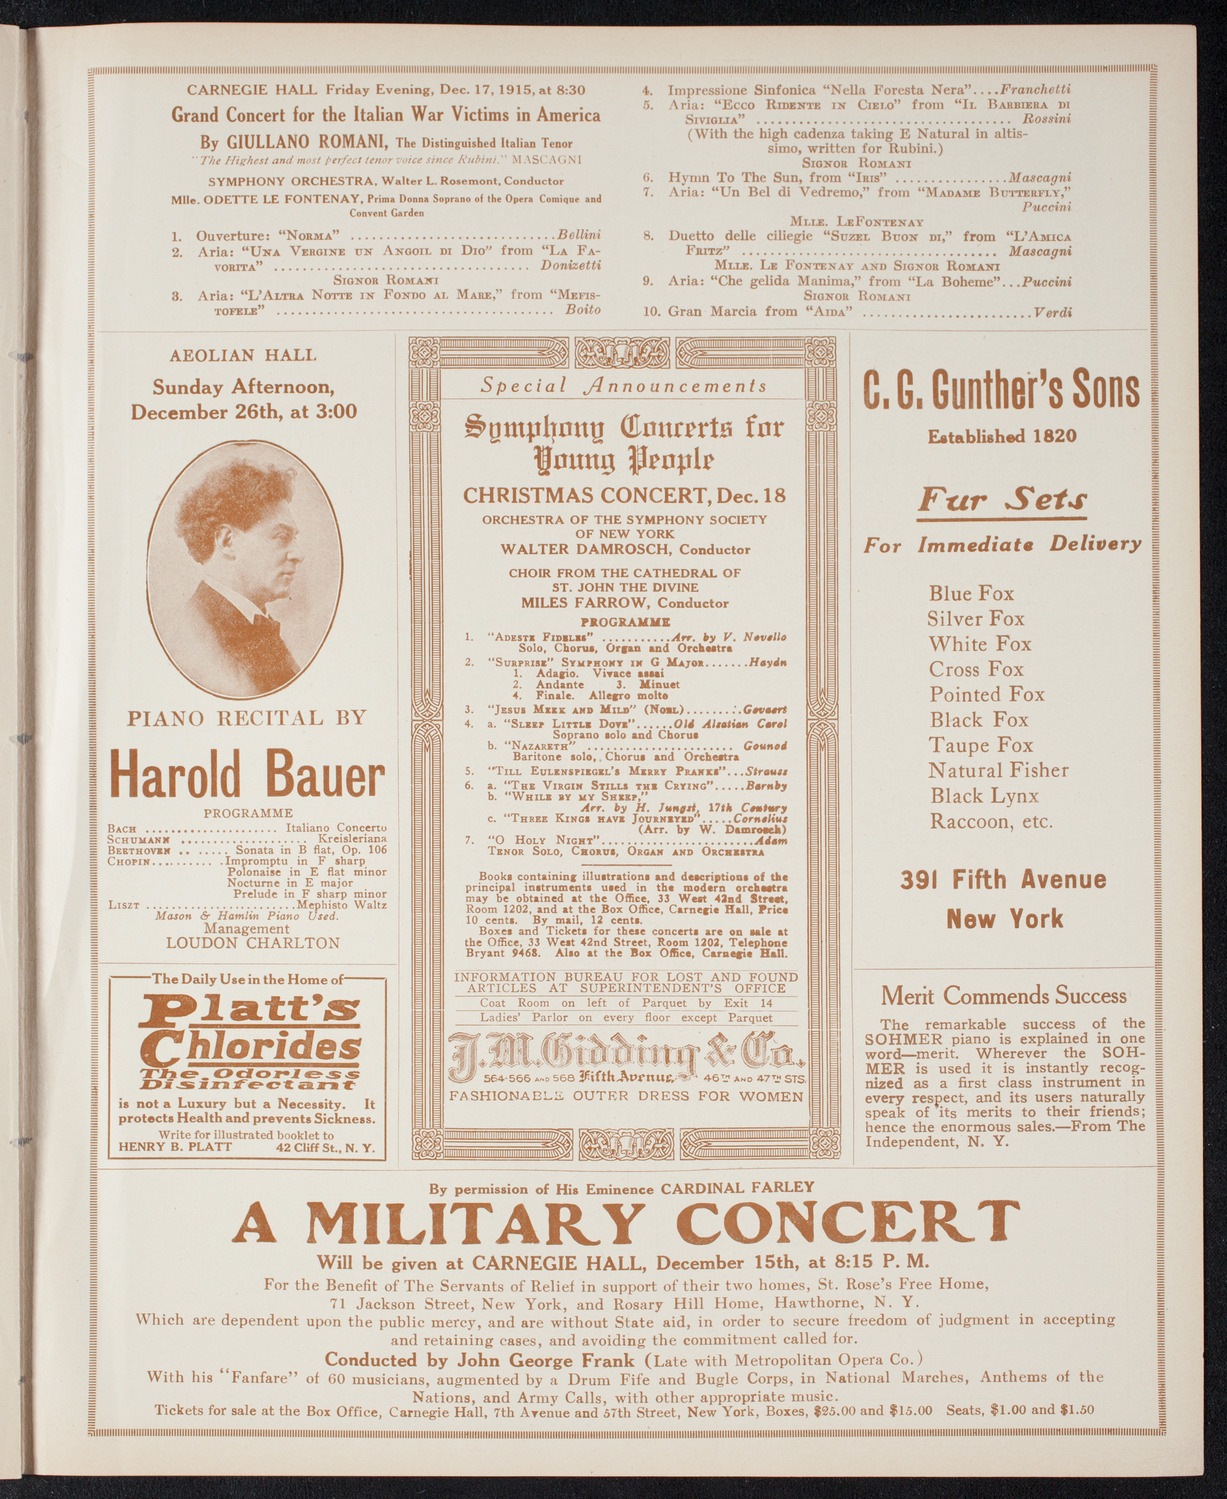 CARNEGIE HALL Friday Evening, Dec. 17, 1915, at 8:30
Grand Concert for the Italian War Victims in America
By GIULLANO ROMANI, The Distinguished Italian Tenor
"The Highest and most perfect tenor voice since Rubini," MASCAGNI
SYMPHONY ORCHESTRA, Walter L. Rosemont, Conductor
Mlle. ODETTE LE FONTENAY, Prima Donna Soprano of the Opera Comique and
Convent Garden
1. Ouverture: "NORMA" ............................Bellini
2. Aria: "UNA VERGINE UN ANGOIL DI DIO" from "LA FA-
VORITA" .................................. Donizetti
SIGNOR ROMANI
3. Aria: "L'ALTRA NOTTE IN FONDO AL MARE," from "MEFIS-
TOFELE" ..................................... Boito
4. Impressione Sinfonica "Nella Foresta Nera"....Franchetti
5. Aria: "ECCO RIDENTE IN CIELO" from "IL BARBIERA DI
SIVIGLIA" .................................. Rossini
(With the high cadenza taking E Natural in altis-
simo, written for Rubini.)
SIGNOR ROMANI
6. Hymn To The Sun, from "IRIS" ...............Mascagni
7. Aria: "Un Bel di Vedremo," from "MADAME BUTTERFLY,"
Puccini
MLLE. LEFONTENAY
8. Duetto delle ciliegie "SUZEL BUON DI," from "L'AMICA
FRITZ" .................................... Mascagni
MLLE. LE FONTENAY AND SIGNOR ROMANI
9. Aria: "Che gelida Manima," from "La Boheme"...Puccini
SIGNOR ROMANI
10. Gran Marcia from "AIDA" .......................Verdi
AEOLIAN HALL
Sunday Afternoon,
December 26th, at 3:00
PIANO RECITAL BY
Harold Bauer
PROGRAMME
BACH .................... Italiano Concerto
SCHUMANN ................... Kreisleriana
BEETHOVEN .. ..... Sonata in B flat, Op. 106
CHOPIN...........Impromptu in F sharp
Polonaise in E flat minor
Nocturne in E major
Prelude in F sharp minor
LISZT .......................Mephisto Waltz
Mason & Hamlin Piano Used.
Management
LOUDON CHARLTON
The Daily Use in the Home of
Platt's
Chlorides
The Odorless
Disinfectant
is not a Luxury but a Necessity. It
protects Health and prevents Sickness.
Write for illustrated booklet to
HENRY B. PLATT 42 Cliff St., N. Y.
Special Announcements
Symphony Concerts for
Young People
CHRISTMAS CONCERT, Dec. 18
ORCHESTRA OF THE SYMPHONY SOCIETY
OF NEW YORK
WALTER DAMROSCH, Conductor
CHOIR FROM THE CATHEDRAL OF
ST. JOHN THE DIVINE
MILES FARROW, Conductor
PROGRAMME
1. "ADESTE FIDELES" ...........Arr. by V. Novello
Solo, Chorus, Organ and Orchestra
2. "SURPRISE" SYMPHONY IN G MAJOR.......Haydn
1. Adagio. Vivace assai
2. Andante 3. Minuet
4. Finale. Allegro molto
3. "JESUS MEEK AND MILD" (NOEL)........:.Gevaert
4. a. "SLEEP LITTLE DOVE"......Old Alsatian Carol
Soprano solo and Chorus
b. "NAZARETH" ...................... Gounod
Baritone solo, Chorus and Orchestra
5. "TILL EULENSPIEGEL'S MERRY PRANKS"...Strauss
6. a. "THE VIRGIN STILLS THE CRYING".....Barnby
b. "WHILE BY MY SHEEP,"
Arr. by H. Jungst, 17th Century
c. "THREE KINGS HAVE JOURNEYED".....Cornelius
(Arr. by W. Damrosch)
7. "O HOLY NIGHT".......................Adam
TENOR SOLO, CHORUS, ORGAN AND ORCHESTRA
Books containing illustrations and descriptions of the
principal instruments used in the modern orchestra
may be obtained at the Office, 33 West 42nd Street,
Room 1202, and at the Box Office, Carnegie Hall, Price
10 cents. By mail, 12 cents.
Boxes and Tickets for these concerts are on sale at
the Office, 33 West 42nd Street, Room 1202, Telephone
Bryant 9468. Also at the Box Office, Carnegie Hall.
INFORMATION BUREAU FOR LOST AND FOUND
ARTICLES AT SUPERINTENDENT'S OFFICE
Coat Room on left of Parquet by Exit 14
Ladies' Parlor on every floor except Parquet
J.M. Gidding & Co.
564-566 AND 568 Fifth Avenue, 46TH AND 47TH STS.
FASHIONABLE OUTER DRESS FOR WOMEN
C. G. Gunther's Sons
Established 1820
Fur Sets
For Immediate Delivery
Blue Fox
Silver Fox
White Fox
Cross Fox
Pointed Fox
Black Fox
Taupe Fox
Natural Fisher
Black Lynx
Raccoon, etc.
391 Fifth Avenue
New York
Merit Commends Success
The remarkable success of the
SOHMER piano is explained in one
word—merit. Wherever the SOH-
MER is used it is instantly recog-
nized as a first class instrument in
every respect, and its users naturally
speak of its merits to their friends;
hence the enormous sales.—From The
Independent, N. Y.
By permission of His Eminence CARDINAL FARLEY
A MILITARY CONCERT
Will be given at CARNEGIE HALL, December 15th, at 8:15 P. M.
For the Benefit of The Servants of Relief in support of their two homes, St. Rose's Free Home,
71 Jackson Street, New York, and Rosary Hill Home, Hawthorne, N. Y.
Which are dependent upon the public mercy, and are without State aid, in order to secure freedom of judgment in accepting
and retaining cases, and avoiding the commitment called for.
Conducted by John George Frank (Late with Metropolitan Opera Co.)
With his "Fanfare" of 60 musicians, augmented by a Drum Fife and Bugle Corps, in National Marches, Anthems of the
Nations, and Army Calls, with other appropriate music.
Tickets for sale at the Box Office, Carnegie Hall, 7th Avenue and 57th Street, New York, Boxes, $25.00 and $15.00 Seats, $1.00 and $1.50